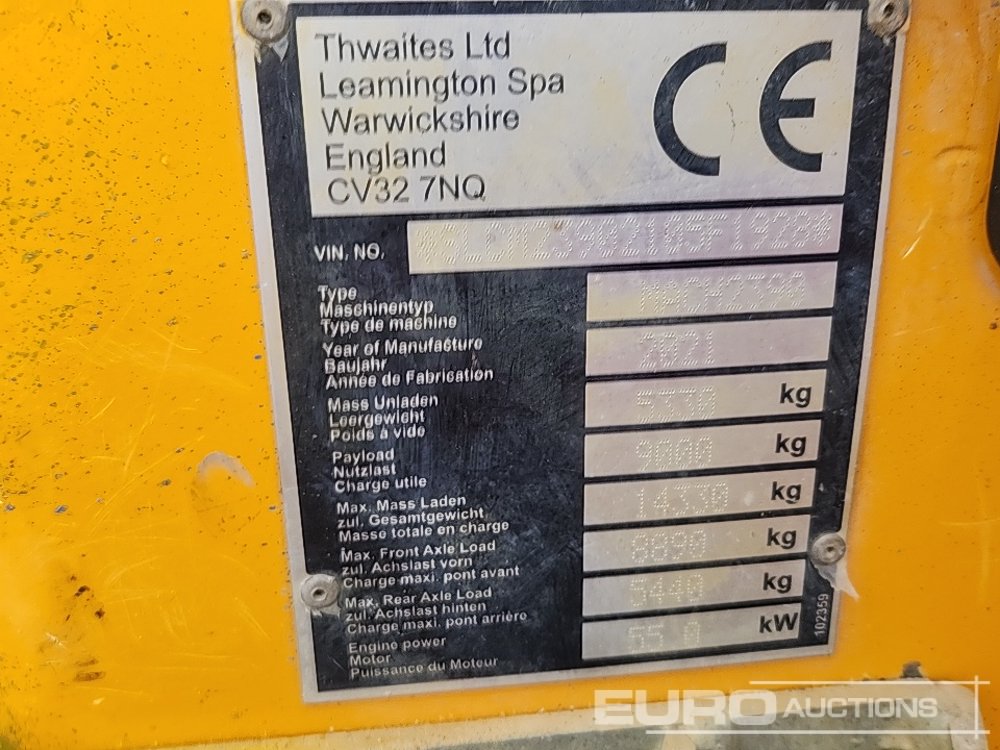 Thwaites Ltd
Leamington Spa
Warwickshire
England
CV32 7NQ
CE
VIN. NO.
Type MACH2390
Maschinentyp
Type de machine
Year of Manufacture 2021
Baujahr
Année de Fabrication
Mass Unladen 5330 kg
Leergewicht
Poids à vide
Payload 9000 kg
Nutzlast
Charge utile
Max. Mass Laden 14330 kg
zul. Gesamtgewicht
Masse totale en charge
Max. Front Axle Load 8890 kg
zul. Achslast vorn
Charge maxi. pont avant
Max. Rear Axle Load 5440 kg
zul. Achslast hinten
Charge maxi. pont arrière
Engine power 55.0 kW
Motor
Puissance du Moteur
102359
EURO AUCTIONS